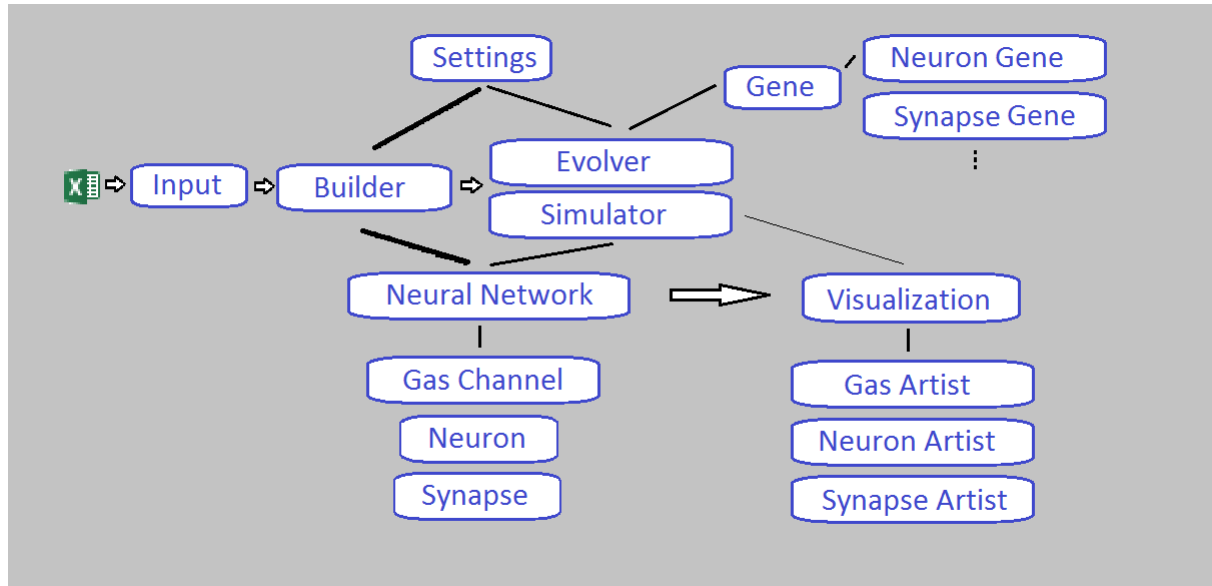 Settings
Neuron Gene
Gene
Synapse Gene
Evolver
X
Input
Builder
Simulator
Neural Network
Visualization
Gas Channel
Gas Artist
Neuron
Neuron Artist
Synapse
Synapse Artist